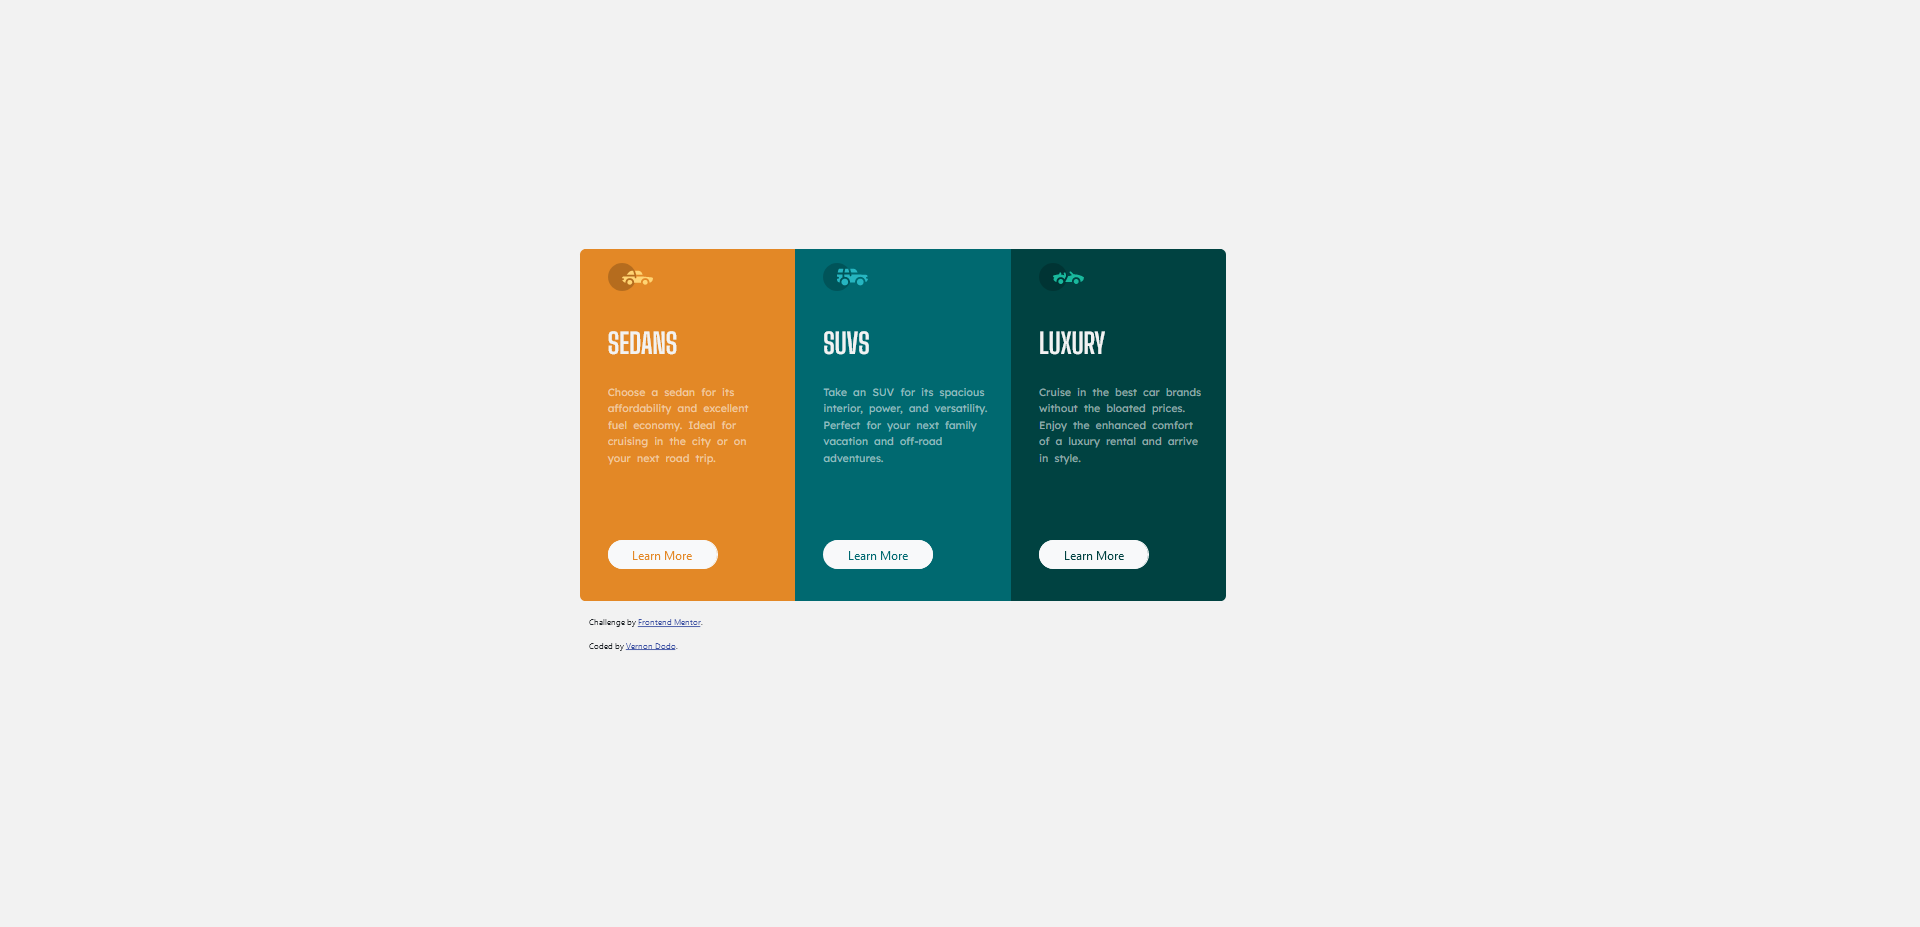 SEDANS
Choose a sedan for its
affordability and excellent
fuel economy. Ideal for
cruising in the city or on
your next road trip.
Learn More
SUVS
Take an SUV for its spacious
interior, power, and versatility.
Perfect for your next family
vacation and off-road
adventures.
Learn More
LUXURY
Cruise in the best car brands
without the bloated prices.
Enjoy the enhanced comfort
of a luxury rental and arrive
in style.
Learn More
Challenge by Frontend Mentor.
Coded by Vernon Dodo.